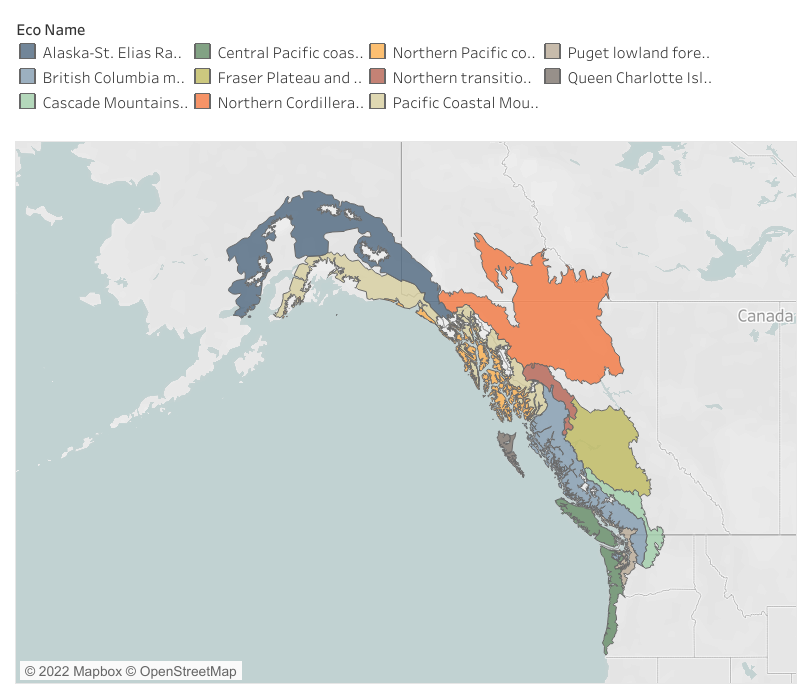 Eco Name
Alaska-St. Elias Ra.. Central Pacific coas.. Northern Pacific co.. Puget lowland fore..
British Columbia m.. Fraser Plateau and .. Northern transitio.. Queen Charlotte Isl..
Cascade Mountains.. Northern Cordillera.. Pacific Coastal Mou..
Canada
© 2022 Mapbox © OpenStreetMap